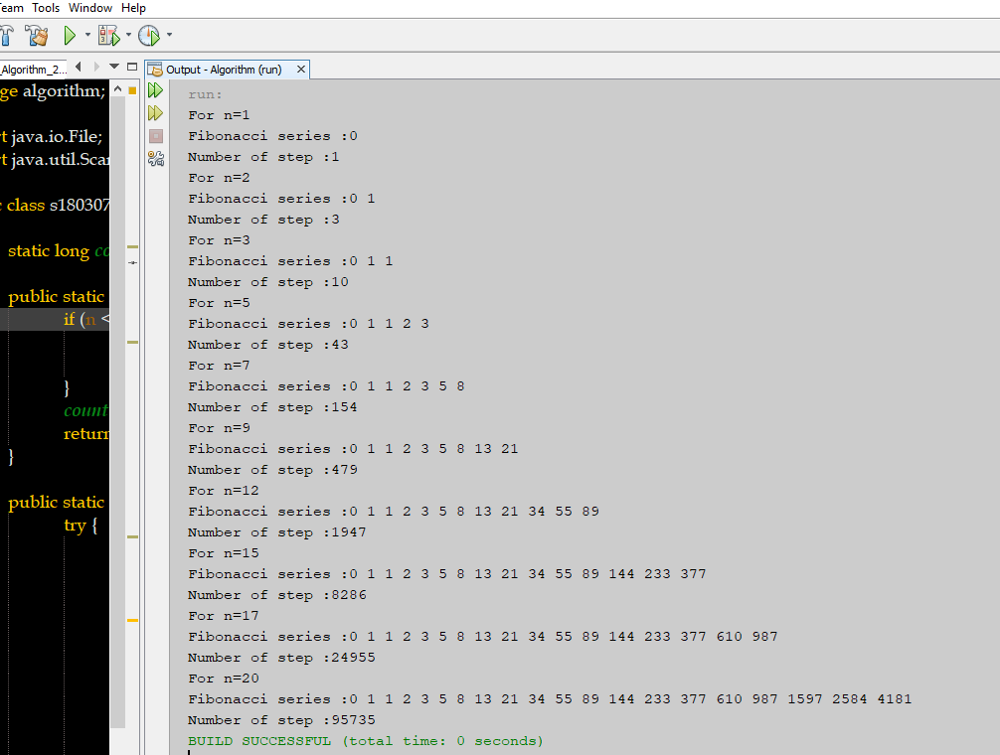 Team Tools Window Help
_Algorithm_2...
Output - Algorithm (run)
ge algorithm;
t java.io.File;
t java.util.Scan
c class s180307
static long co
public static
if (n <
}
count
return
}
public static
try {
run:
For n=1
Fibonacci series :0
Number of step :1
For n=2
Fibonacci series :0 1
Number of step :3
For n=3
Fibonacci series :0 1 1
Number of step :10
For n=5
Fibonacci series :0 1 1 2 3
Number of step :43
For n=7
Fibonacci series :0 1 1 2 3 5 8
Number of step :154
For n=9
Fibonacci series :0 1 1 2 3 5 8 13 21
Number of step :479
For n=12
Fibonacci series :0 1 1 2 3 5 8 13 21 34 55 89
Number of step :1947
For n=15
Fibonacci series :0 1 1 2 3 5 8 13 21 34 55 89 144 233 377
Number of step :8286
For n=17
Fibonacci series :0 1 1 2 3 5 8 13 21 34 55 89 144 233 377 610 987
Number of step :24955
For n=20
Fibonacci series :0 1 1 2 3 5 8 13 21 34 55 89 144 233 377 610 987 1597 2584 4181
Number of step :95735
BUILD SUCCESSFUL (total time: 0 seconds)